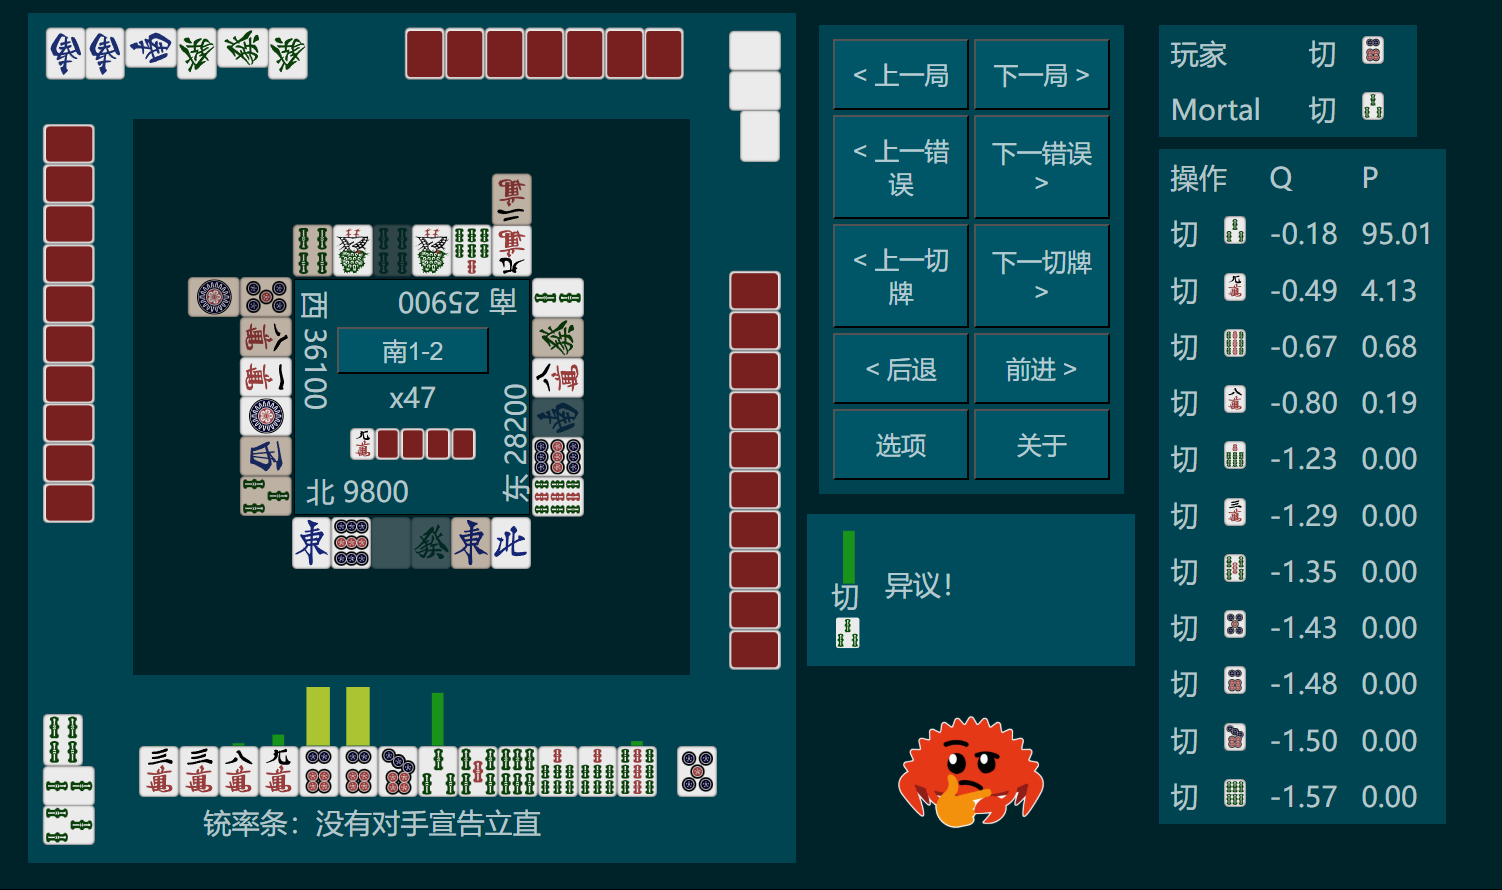 < 上一局
下一局 >
< 上一错误
下一错误 >
< 上一切牌
下一切牌 >
< 后退
前进 >
选项
关于
玩家 切
Mortal 切
操作 Q P
切 -0.18 95.01
切 -0.49 4.13
切 -0.67 0.68
切 -0.80 0.19
切 -1.23 0.00
切 -1.29 0.00
切 -1.35 0.00
切 -1.43 0.00
切 -1.48 0.00
切 -1.50 0.00
切 -1.57 0.00
南 25900
西 36100
南1-2
x47
东 28200
北 9800
切
异议！
铳率条：没有对手宣告立直